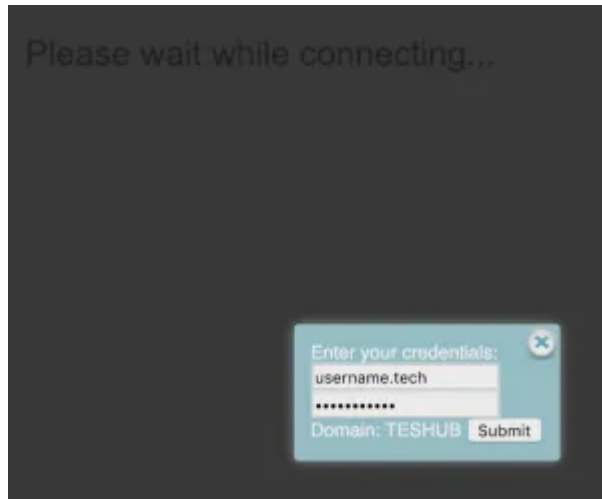 Please wait while connecting...
Enter your credentials:
username.tech
•••••••••••
Domain: TESHUB Submit